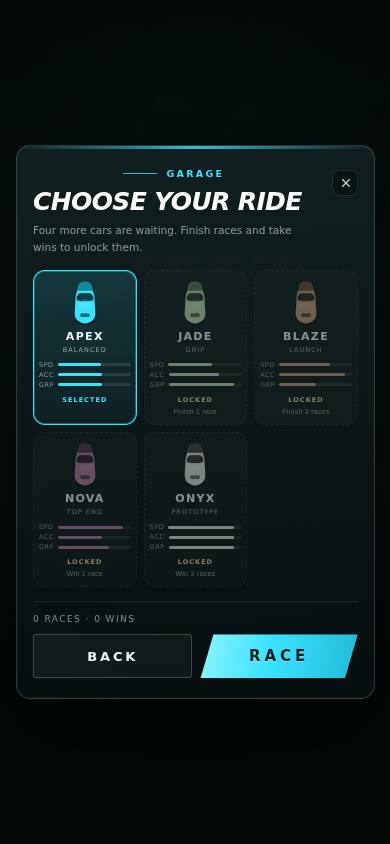 GARAGE
CHOOSE YOUR RIDE
Four more cars are waiting. Finish races and take
wins to unlock them.
APEX
BALANCED
SPD
ACC
GRP
SELECTED
JADE
GRIP
SPD
ACC
GRP
LOCKED
Finish 1 race
BLAZE
LAUNCH
SPD
ACC
GRP
LOCKED
Finish 3 races
NOVA
TOP END
SPD
ACC
GRP
LOCKED
Win 1 race
ONYX
PROTOTYPE
SPD
ACC
GRP
LOCKED
Win 3 races
0 RACES · 0 WINS
BACK
RACE